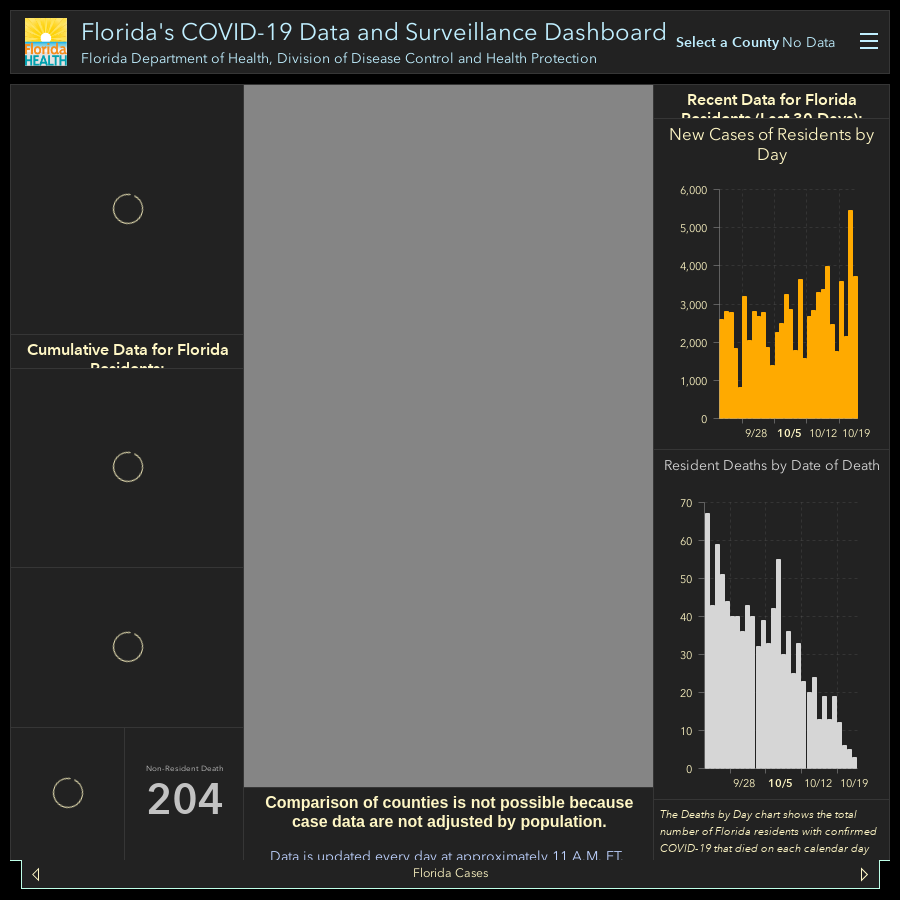 Florida's COVID-19 Data and Surveillance Dashboard
Florida Department of Health, Division of Disease Control and Health Protection
Select a County No Data
Florida
HEALTH
Cumulative Data for Florida
Residents:
Non-Resident Death
204
Comparison of counties is not possible because
case data are not adjusted by population.
Data is updated every day at approximately 11 A.M. ET.
Recent Data for Florida
Residents (Last 30 Days):
New Cases of Residents by
Day
6,000
5,000
4,000
3,000
2,000
1,000
0
9/28 10/5 10/12 10/19
Resident Deaths by Date of Death
70
60
50
40
30
20
10
0
9/28 10/5 10/12 10/19
The Deaths by Day chart shows the total
number of Florida residents with confirmed
COVID-19 that died on each calendar day
Florida Cases